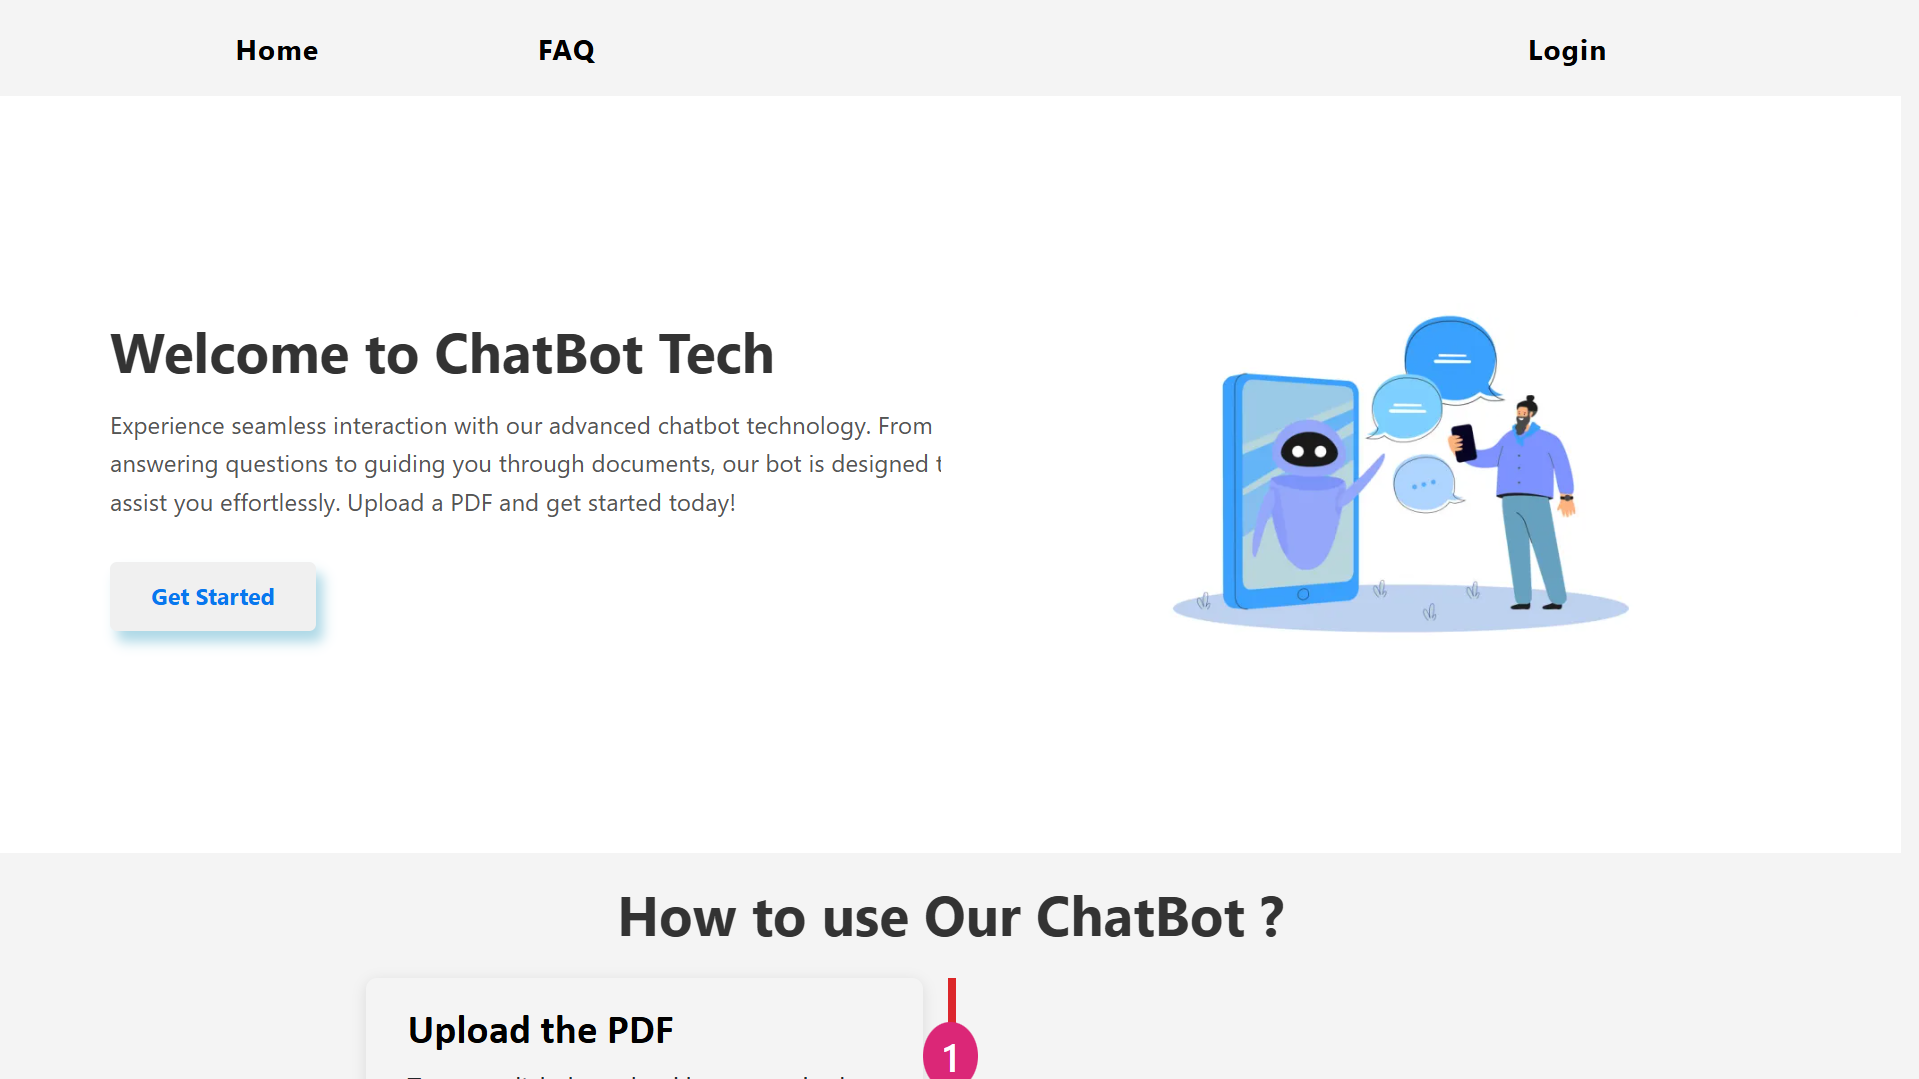 Home FAQ Login
Welcome to ChatBot Tech
Experience seamless interaction with our advanced chatbot technology. From
answering questions to guiding you through documents, our bot is designed t
assist you effortlessly. Upload a PDF and get started today!
Get Started
How to use Our ChatBot ?
Upload the PDF
1